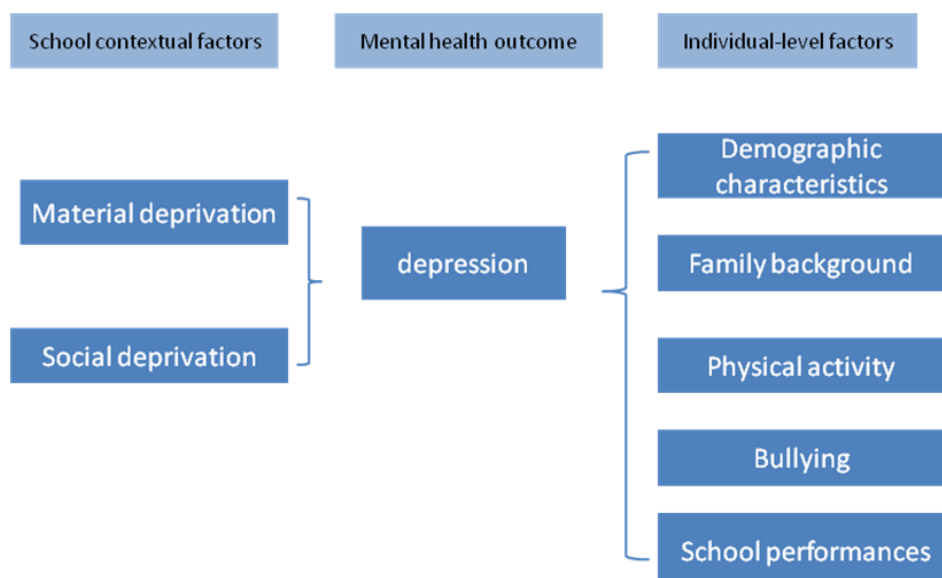 School contextual factors
Mental health outcome
Individual-level factors
Material deprivation
Social deprivation
depression
Demographic
characteristics
Family background
Physical activity
Bullying
School performances